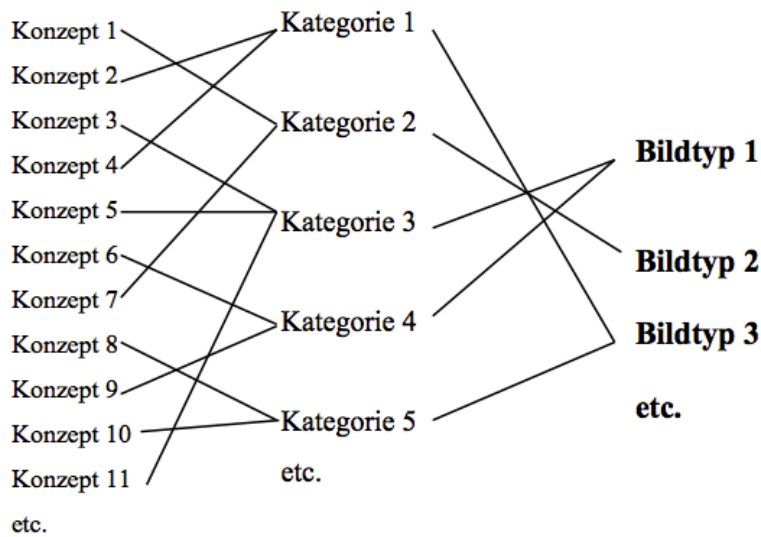 Konzept 1
Konzept 2
Konzept 3
Konzept 4
Konzept 5
Konzept 6
Konzept 7
Konzept 8
Konzept 9
Konzept 10
Konzept 11
etc.
Kategorie 1
Kategorie 2
Kategorie 3
Kategorie 4
Kategorie 5
etc.
Bildtyp 1
Bildtyp 2
Bildtyp 3
etc.